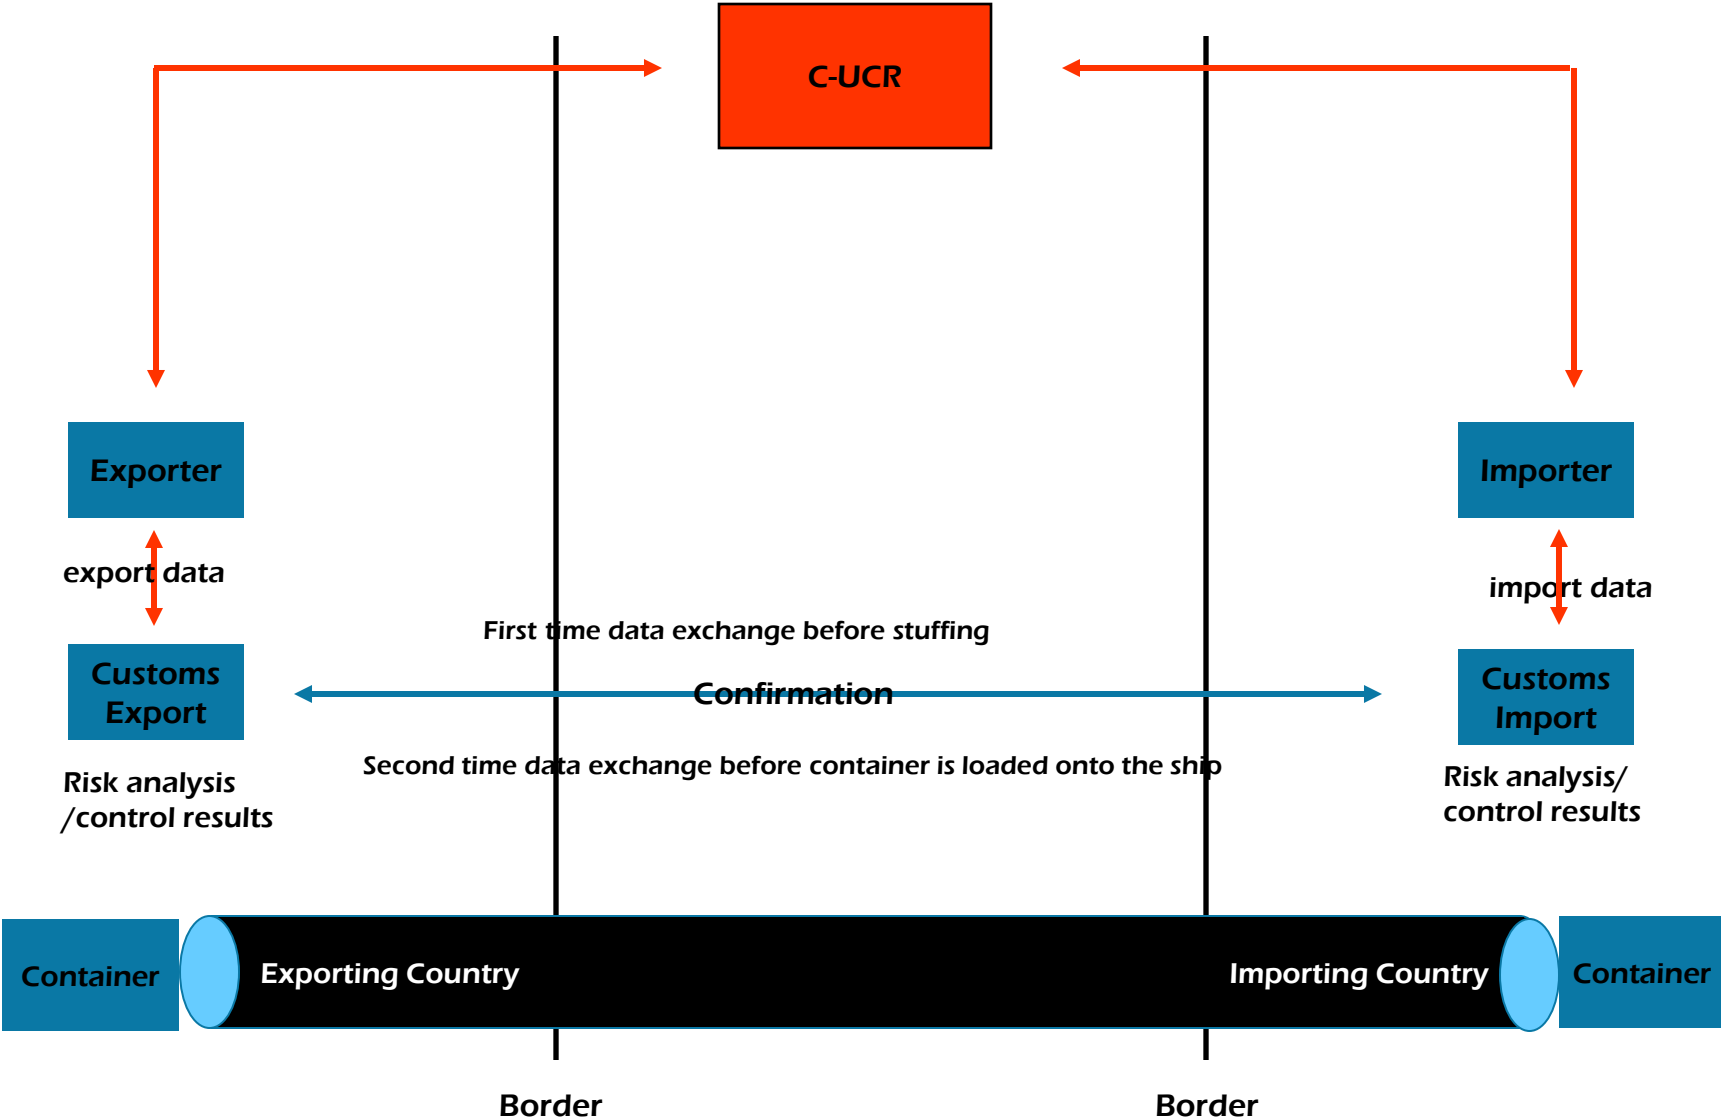 C-UCR
Exporter
Importer
export data
import data
First time data exchange before stuffing
Customs
Export
Confirmation
Customs
Import
Second time data exchange before container is loaded onto the ship
Risk analysis
/control results
Risk analysis/
control results
Container
Exporting Country
Importing Country
Container
Border
Border